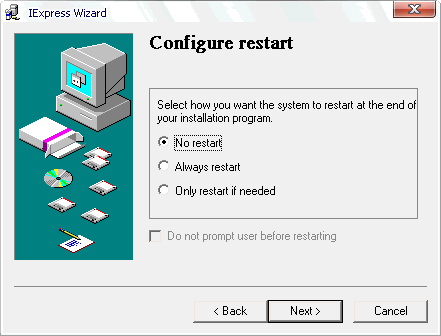 IExpress Wizard
Configure restart
Select how you want the system to restart at the end of
your installation program.
No restart
Always restart
Only restart if needed
Do not prompt user before restarting
< Back
Next >
Cancel